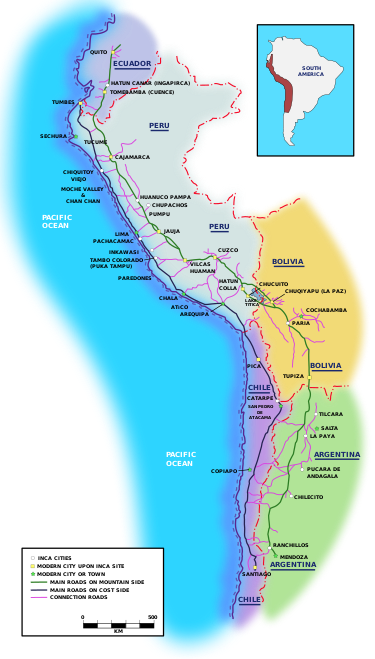 QUITO
ECUADOR
HATUN CANAR (INGAPIRCA)
TOMEBAMBA (CUENCE)
TUMBES
SECHURA
TUCUME
PERU
CAJAMARCA
CHIQUITOY
VIEJO
MOCHE VALLEY
&
CHAN CHAN
HUANUCO PAMPA
CHUPACHOS
PUMPU
PACIFIC
OCEAN
LIMA
JAUJA
PACHACAMAC
PERU
INKAWASI
TAMBO COLORADO
(PUKA TAMPU)
CUZCO
VILCAS
HUAMAN
PAREDONES
HATUN
COLLA
CHUCUITO
CHUQIYAPU (LA PAZ)
LAKE
TITICA
CHALA
ATICO
AREQUIPA
BOLIVIA
COCHABAMBA
PARIA
PICA
TUPIZA
BOLIVIA
CHILE
CATARPE
SAN PEDRO
DE
ATACAMA
TILCARA
SALTA
LA PAYA
ARGENTINA
PACIFIC
OCEAN
COPIAPO
PUCARA DE
ANDAGALA
CHILECITO
RANCHILLOS
MENDOZA
ARGENTINA
SANTIAGO
CHILE
SOUTH
AMERICA
INCA CITIES
MODERN CITY UPON INCA SITE
MODERN CITY OR TOWN
MAIN ROADS ON MOUNTAIN SIDE
MAIN ROADS ON COST SIDE
CONNECTION ROADS
0 500
KM